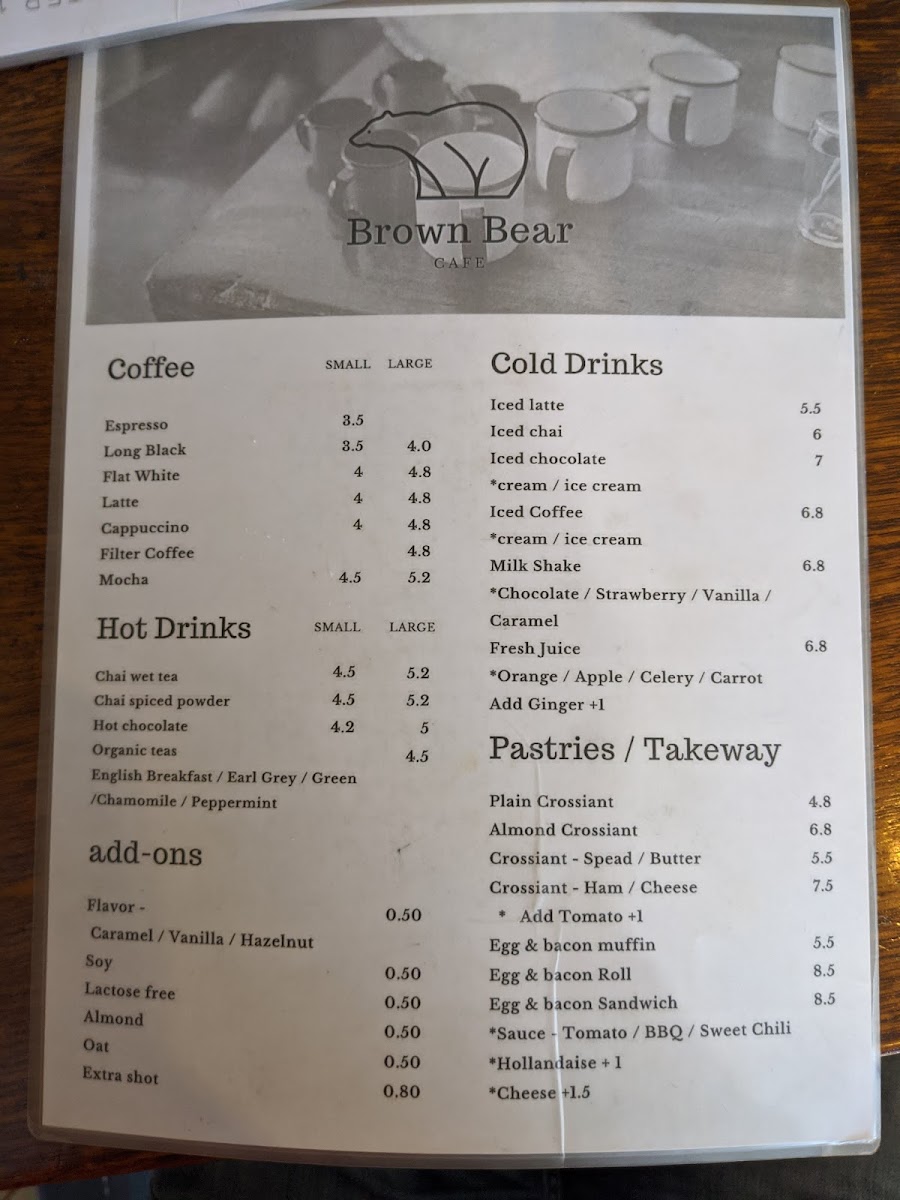 Brown Bear
CAFE
Coffee SMALL LARGE
Espresso 3.5
Long Black 3.5 4.0
Flat White 4 4.8
Latte 4 4.8
Cappuccino 4 4.8
Filter Coffee 4.8
Mocha 4.5 5.2
Hot Drinks SMALL LARGE
Chai wet tea 4.5 5.2
Chai spiced powder 4.5 5.2
Hot chocolate 4.2 5
Organic teas 4.5
English Breakfast / Earl Grey / Green
/Chamomile / Peppermint
add-ons
Flavor - 0.50
Caramel / Vanilla / Hazelnut
Soy 0.50
Lactose free 0.50
Almond 0.50
Oat 0.50
Extra shot 0.80
Cold Drinks
Iced latte 5.5
Iced chai 6
Iced chocolate 7
*cream / ice cream
Iced Coffee 6.8
*cream / ice cream
Milk Shake 6.8
*Chocolate / Strawberry / Vanilla /
Caramel
Fresh Juice 6.8
*Orange / Apple / Celery / Carrot
Add Ginger +1
Pastries / Takeway
Plain Crossiant 4.8
Almond Crossiant 6.8
Crossiant - Spead / Butter 5.5
Crossiant - Ham / Cheese 7.5
* Add Tomato +1
Egg & bacon muffin 5.5
Egg & bacon Roll 8.5
Egg & bacon Sandwich 8.5
*Sauce - Tomato / BBQ / Sweet Chili
*Hollandaise + 1
*Cheese +1.5